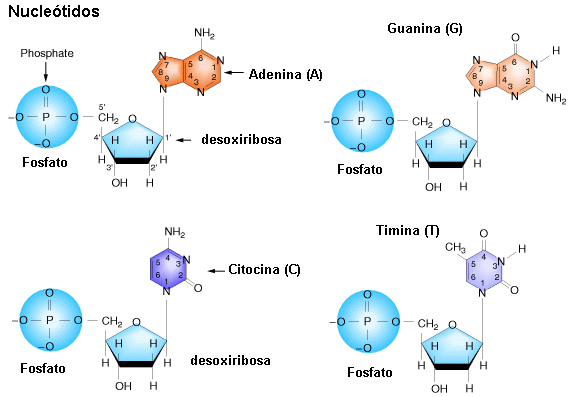 Nucleótidos
Phosphate
NH2
N 7 5 6 1 N
8 9 4 3 2
N N
Adenina (A)
O
−O P O CH2
O−
5'
O
4' H H 1'
H 3' 2' H
OH H
desoxiribosa
Fosfato
Guanina (G)
O
N 7 5 6 1 N H
8 9 4 3 2
N N NH2
O
−O P O CH2
−O
O
H H
H H
OH H
Fosfato
NH2
4
5 3 N
6 1 2
N O
Citocina (C)
O
−O P O CH2
−O
O
H H
H H
OH H
desoxiribosa
Fosfato
Timina (T)
O
CH3 4 H
5 3 N
6 1 2
N O
O
−O P O CH2
−O
O
H H
H H
OH H
Fosfato